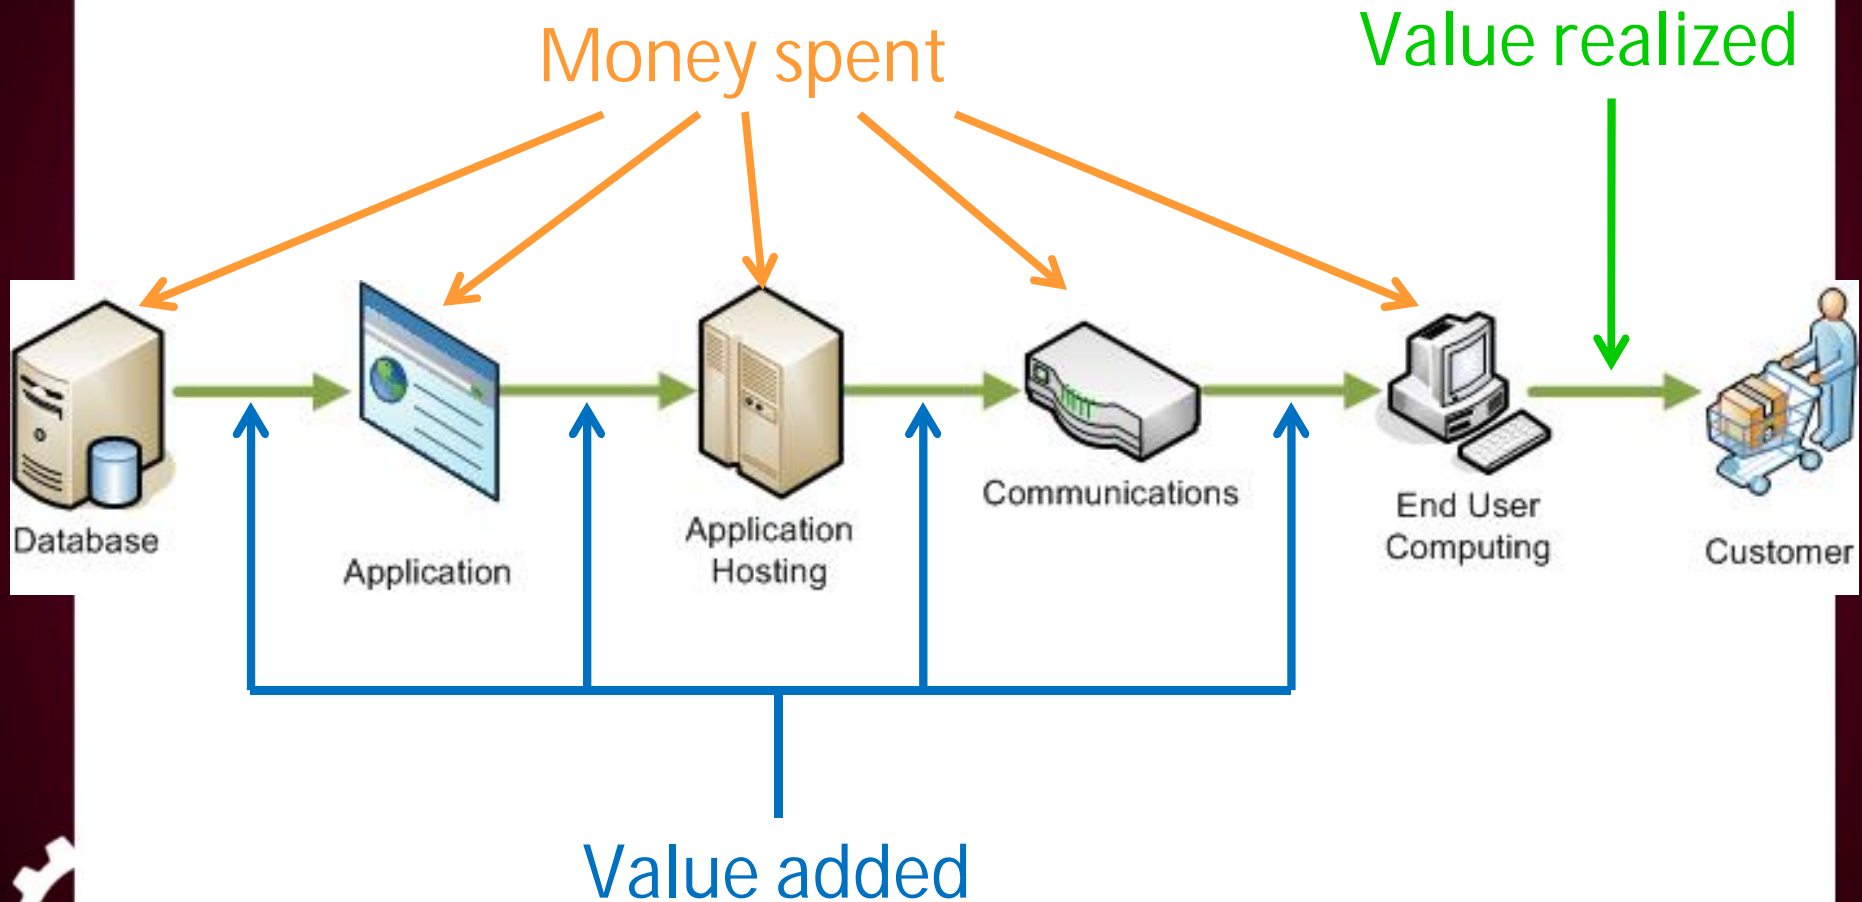 Money spent
Value realized
Database
Application
Application
Hosting
Communications
End User
Computing
Customer
Value added